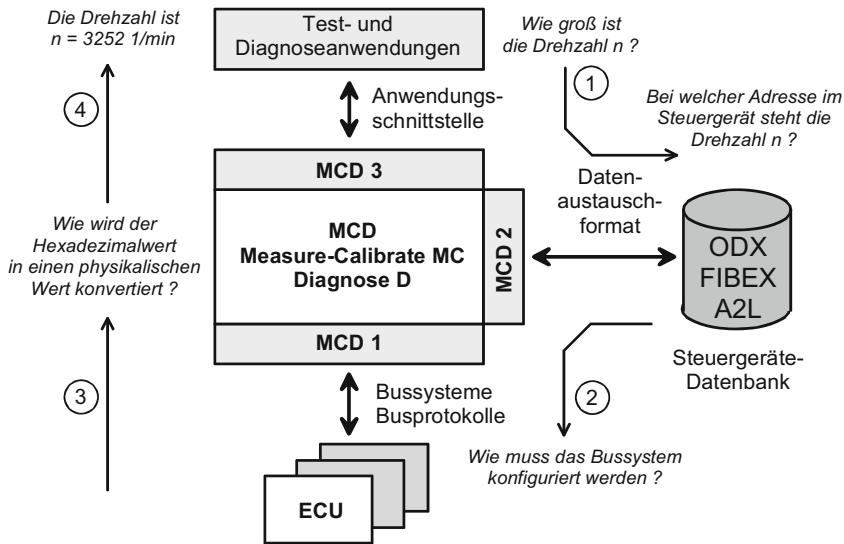 Die Drehzahl ist
n = 3252 1/min
Test- und
Diagnoseanwendungen
Wie groß ist
die Drehzahl n ?
4
Anwendungs-
schnittstelle
1
Bei welcher Adresse im
Steuergerät steht die
Drehzahl n ?
MCD 3
Daten-
austausch-
format
Wie wird der
Hexadezimalwert
in einen physikalischen
Wert konvertiert ?
MCD
Measure-Calibrate MC
Diagnose D
MCD 2
ODX
FIBEX
A2L
MCD 1
Steuergeräte-
Datenbank
3
Bussysteme
Busprotokolle
2
Wie muss das Bussystem
konfiguriert werden ?
ECU